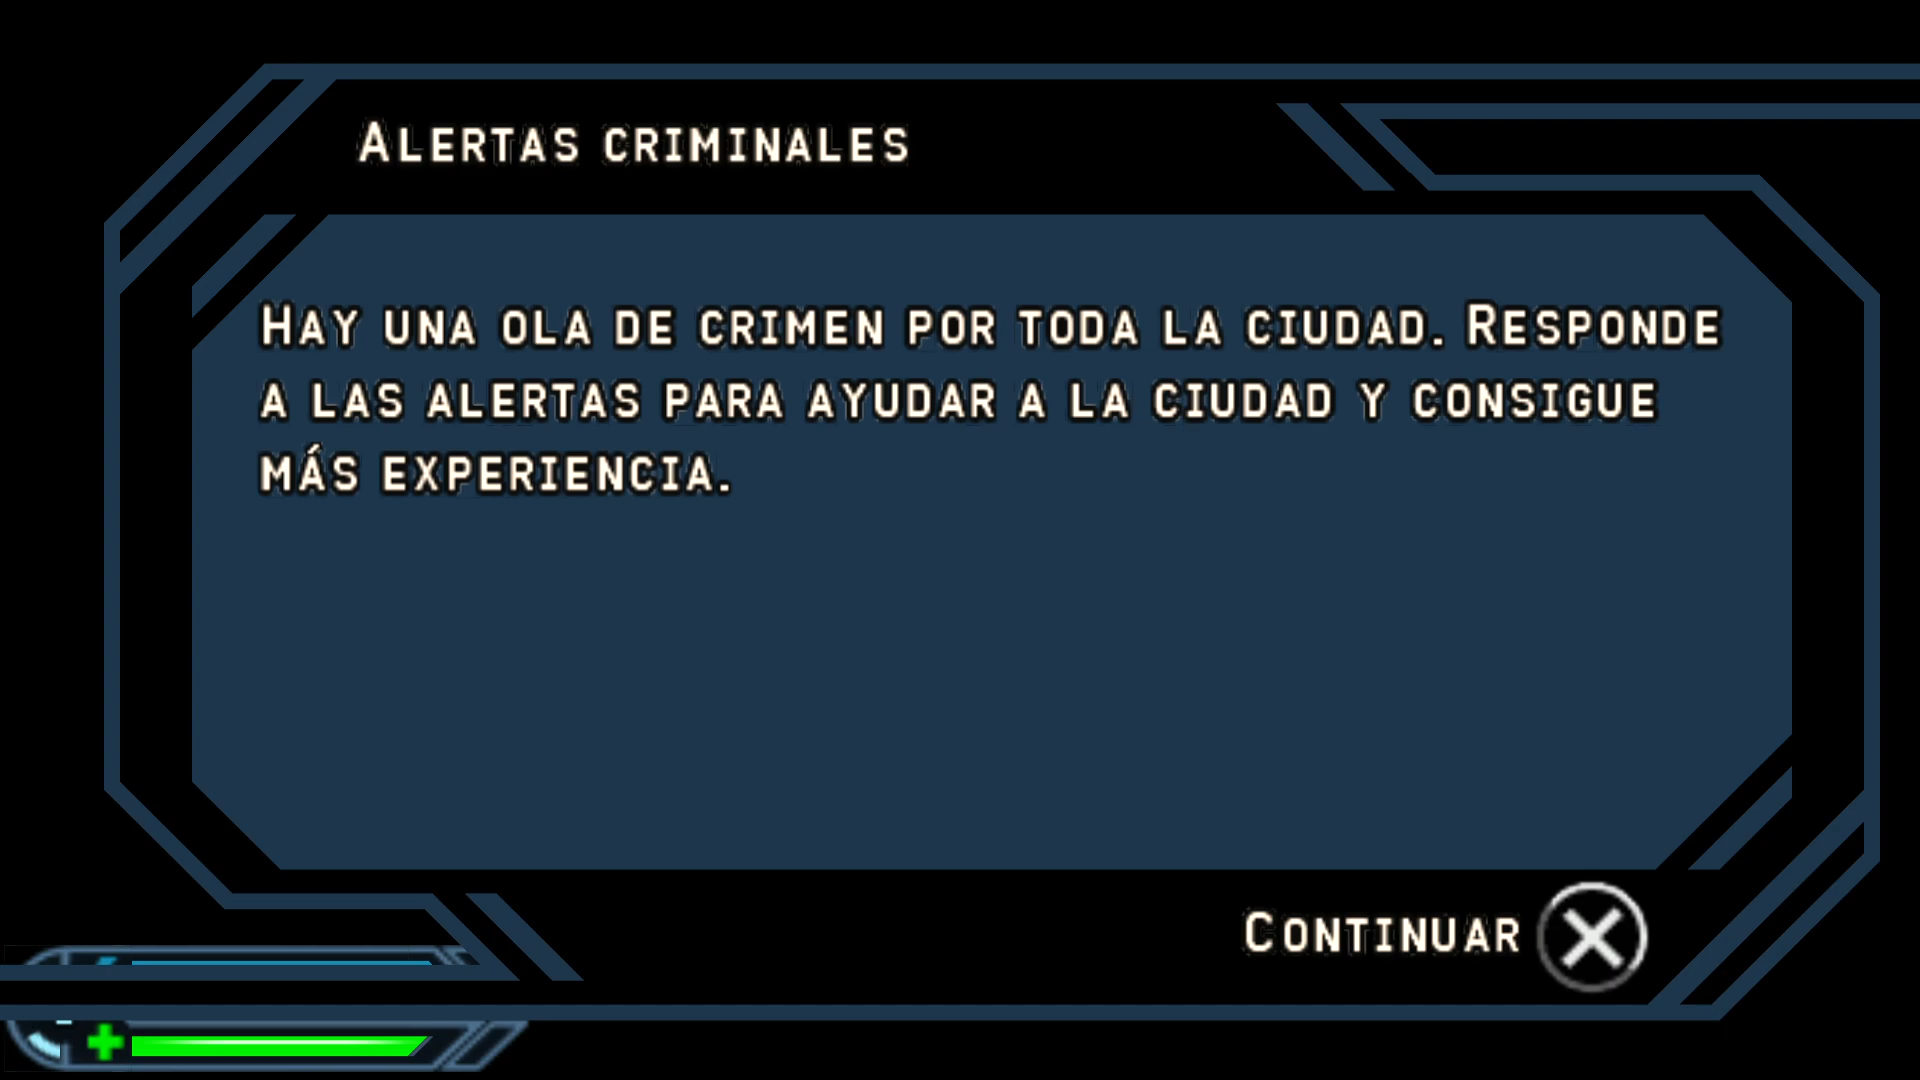 Alertas criminales
Hay una ola de crimen por toda la ciudad. Responde
a las alertas para ayudar a la ciudad y consigue
más experiencia.
Continuar